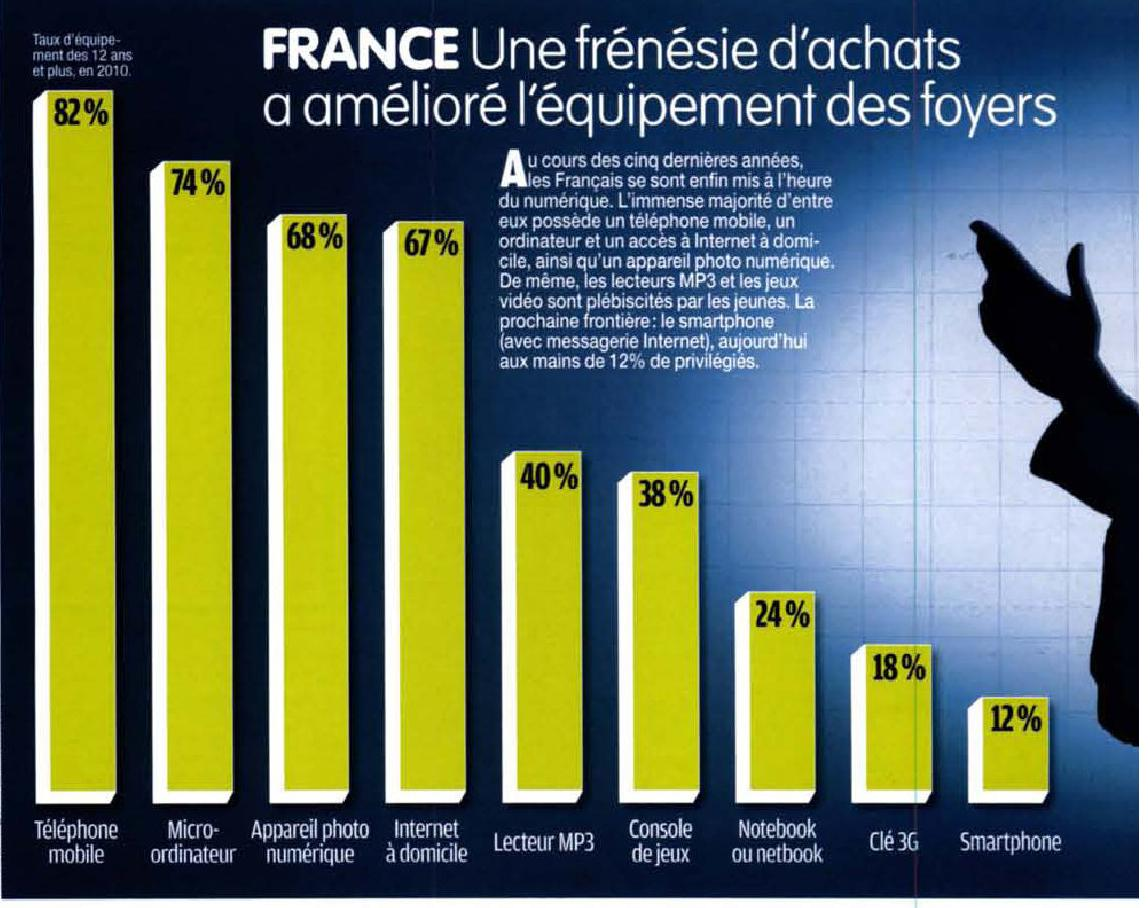 Taux d'équipe-
ment des 12 ans
et plus, en 2010.
FRANCE Une frénésie d'achats
a amélioré l'équipement des foyers
Au cours des cinq dernières années,
les Français se sont enfin mis à l'heure
du numérique. L'immense majorité d'entre
eux possède un téléphone mobile, un
ordinateur et un accès à Internet à domi-
cile, ainsi qu'un appareil photo numérique.
De même, les lecteurs MP3 et les jeux
vidéo sont plébiscités par les jeunes. La
prochaine frontière: le smartphone
(avec messagerie Internet), aujourd'hui
aux mains de 12% de privilégiés.
82%
74%
68%
67%
40%
38%
24%
18%
12%
Téléphone
mobile
Micro-
ordinateur
Appareil photo
numérique
Internet
à domicile
Lecteur MP3
Console
de jeux
Notebook
ou netbook
Clé 3G
Smartphone